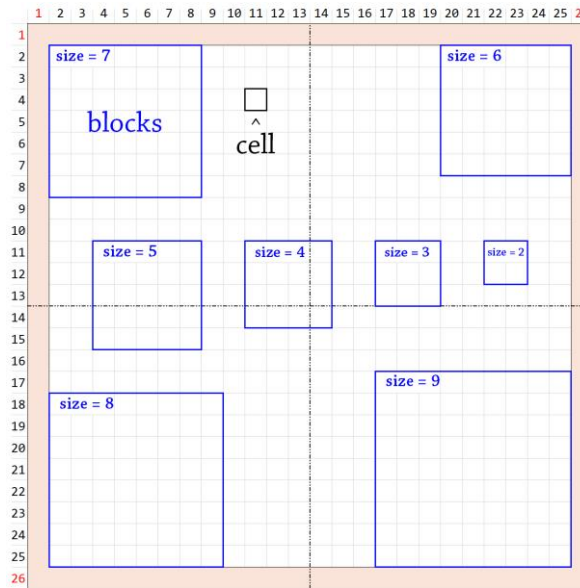 1 2 3 4 5 6 7 8 9 10 11 12 13 14 15 16 17 18 19 20 21 22 23 24 25 2
1
2
3
4
5
6
7
8
9
10
11
12
13
14
15
16
17
18
19
20
21
22
23
24
25
26
size = 7
size = 6
blocks
^
cell
size = 5
size = 4
size = 3
size = 2
size = 9
size = 8